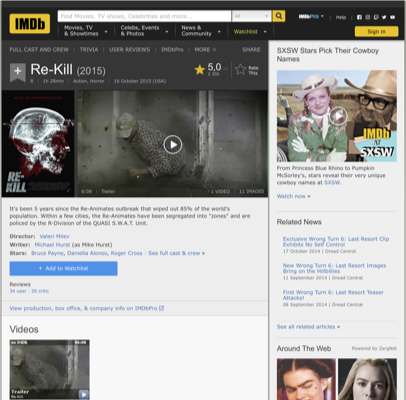 IMDb
Find Movies, TV shows, Celebrities and more...
All
IMDbPro
Help
Movies, TV & Showtimes
Celebs, Events & Photos
News & Community
Watchlist
Sign in
FULL CAST AND CREW | TRIVIA | USER REVIEWS | IMDbPro | MORE
SHARE
Re-Kill (2015)
5,0
Rate This
R | 1h 28min | Action, Horror | 16 October 2015 (USA)
RE-KILL
6:08 | Trailer
1 VIDEO | 11 IMAGES
It's been 5 years since the Re-Animates outbreak that wiped out 85% of the world's
population. Within a few cities, the Re-Animates have been segregated into "zones" and are
policed by the R-Division of the QUASI S.W.A.T. Unit.
Director: Valeri Milev
Writer: Michael Hurst (as Mike Hurst)
Stars: Bruce Payne, Daniella Alonso, Roger Cross | See full cast & crew »
+ Add to Watchlist
Reviews
34 user | 20 critic
View production, box office, & company info on IMDbPro
Videos
Trailer
Re-Kill
SXSW Stars Pick Their Cowboy
Names
IMDb
AT
SXSW
From Princess Blue Rhino to Pumpkin
McSorley's, stars reveal their very unique
cowboy names at SXSW.
Watch now »
Related News
Exclusive Wrong Turn 6: Last Resort Clip
Exhibits No Self Control
17 October 2014 | Dread Central
New Wrong Turn 6: Last Resort Images
Bring on the Hillbillies
11 September 2014 | Dread Central
First Wrong Turn 6: Last Resort Teaser
Attacks!
08 September 2014 | Dread Central
See all related articles »
Around The Web
Powered by ZergNet